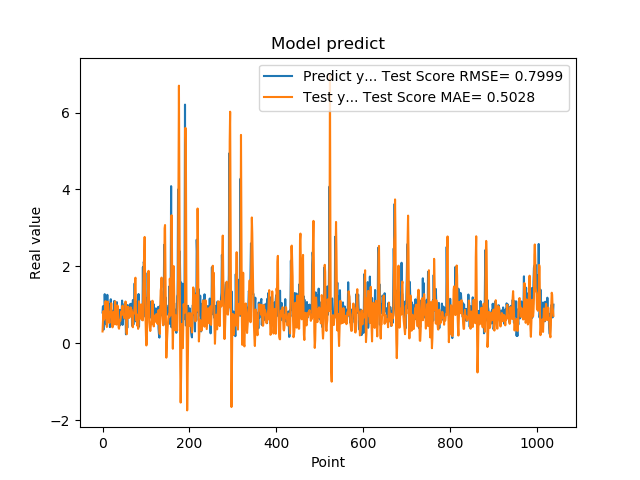 Model predict
Predict y... Test Score RMSE= 0.7999
Test y... Test Score MAE= 0.5028
Real value
6
4
2
0
−2
0 200 400 600 800 1000
Point